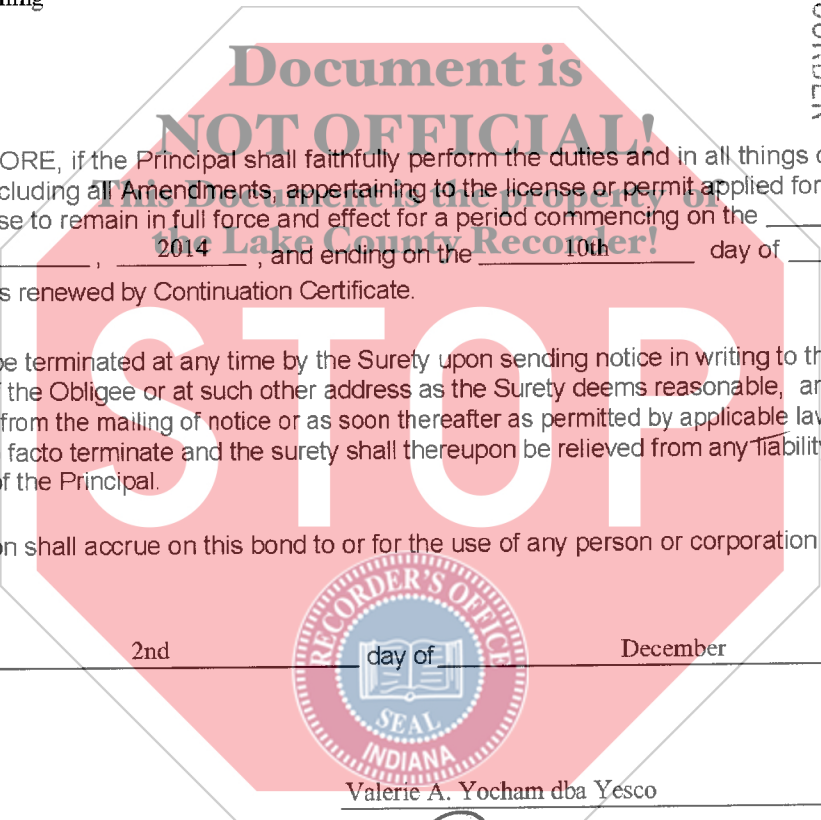 Document is
NOT OFFICIAL!
ORE, if the Principal shall faithfully perform the duties and in all things
cluding all Amendments, appertaining to the license or permit applied for
This Document is the property of
se to remain in full force and effect for a period commencing on the
the Lake County Recorder!
, 2014 , and ending on the 10th day of
s renewed by Continuation Certificate.
STOP
be terminated at any time by the Surety upon sending notice in writing to th
the Obligee or at such other address as the Surety deems reasonable, an
from the mailing of notice or as soon thereafter as permitted by applicable law
facto terminate and the surety shall thereupon be relieved from any liability
f the Principal.
n shall accrue on this bond to or for the use of any person or corporation
RECORDER'S OFFICE
2nd day of December
SEAL
INDIANA
Valerie A. Yocham dba Yesco